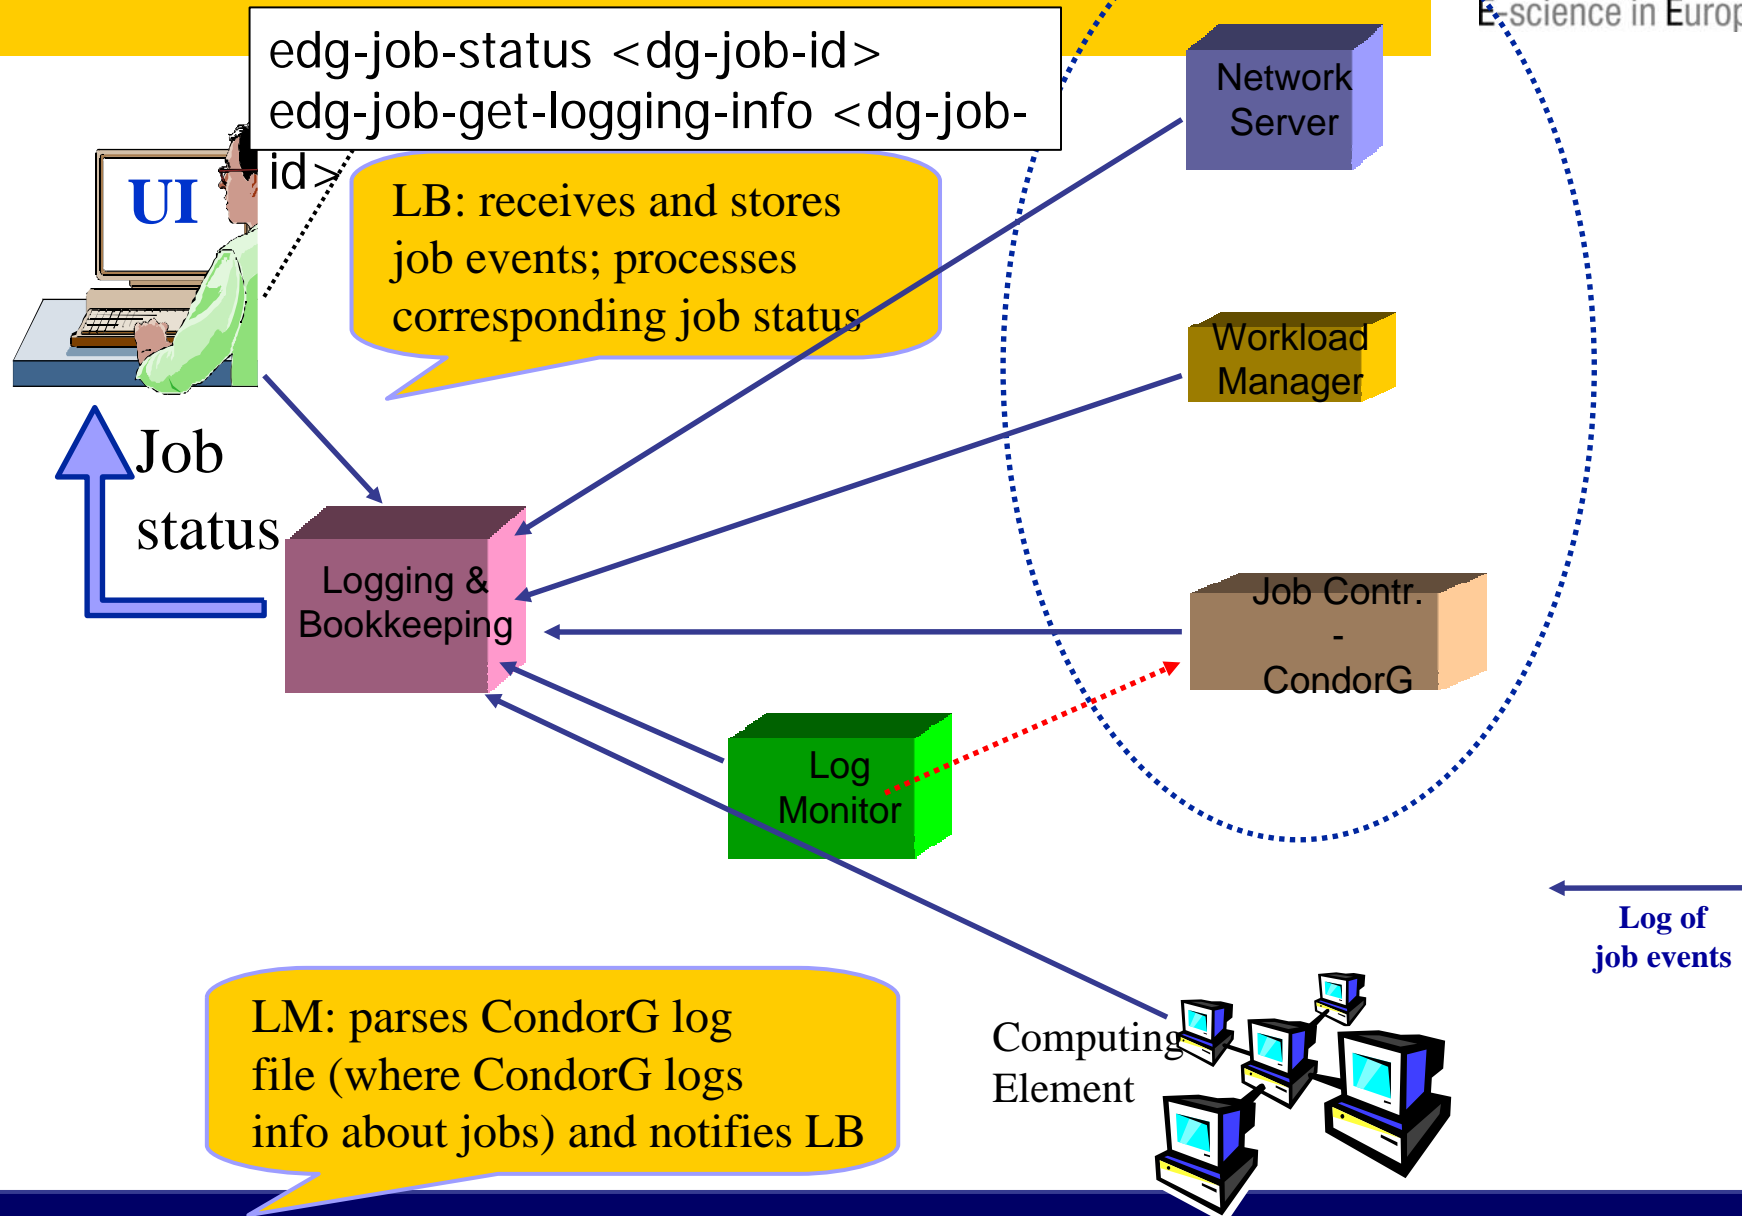 E-science in Europ
edg-job-status <dg-job-id>
edg-job-get-logging-info <dg-job-
id>
UI
LB: receives and stores
job events; processes
corresponding job status
Network
Server
Workload
Manager
Job
status
Logging &
Bookkeeping
Job Contr.
-
CondorG
Log
Monitor
Log of
job events
LM: parses CondorG log
file (where CondorG logs
info about jobs) and notifies LB
Computing
Element